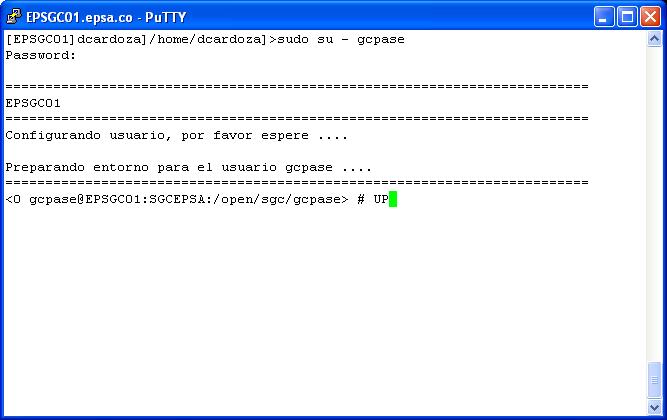 EPSGC01.epsa.co - PuTTY
[EPSGC01]dcardoza]/home/dcardoza]>sudo su - gcpase
Password:
=========================================================================
EPSGC01
=========================================================================
Configurando usuario, por favor espere ....
Preparando entorno para el usuario gcpase ....
=========================================================================
<0 gcpase@EPSGC01:SGCEPSA:/open/sgc/gcpase> # UP